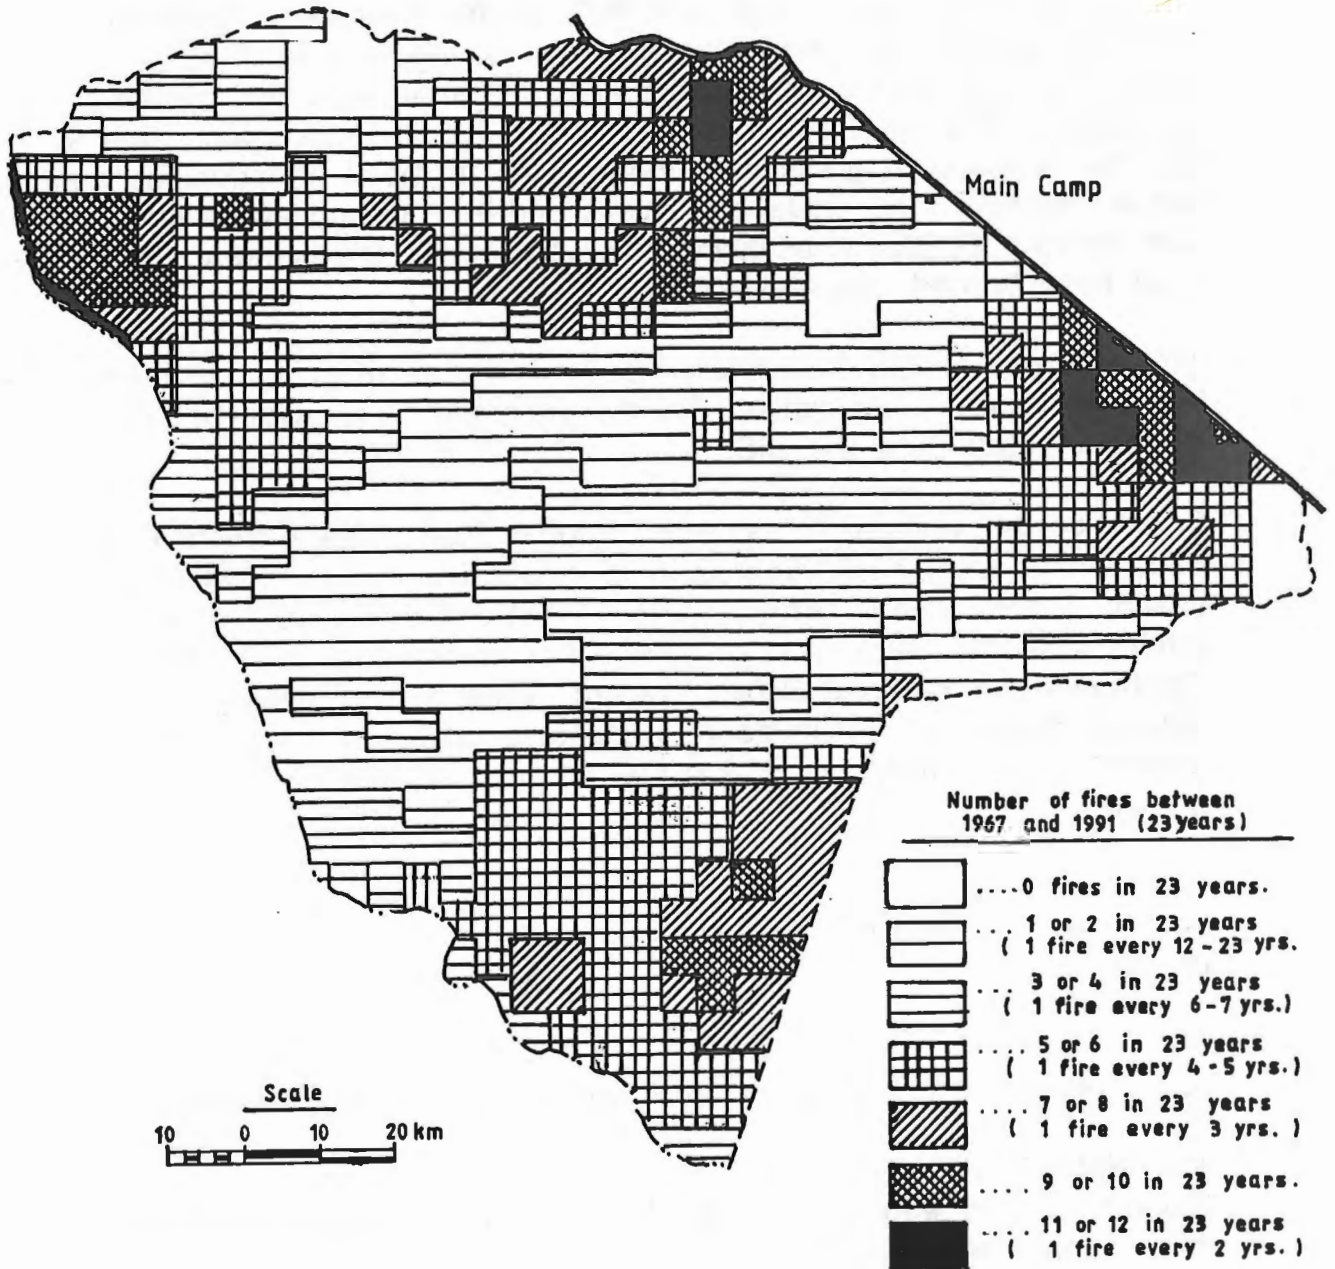 Main Camp
Number of fires between
1967 and 1991 (23years)
....0 fires in 23 years.
.... 1 or 2 in 23 years
( 1 fire every 12-23 yrs.
.... 3 or 4 in 23 years
( 1 fire every 6-7 yrs.)
.... 5 or 6 in 23 years
( 1 fire every 4-5 yrs.)
.... 7 or 8 in 23 years
( 1 fire every 3 yrs. )
.... 9 or 10 in 23 years.
.... 11 or 12 in 23 years
( 1 fire every 2 yrs. )
Scale
10 0 10 20 km